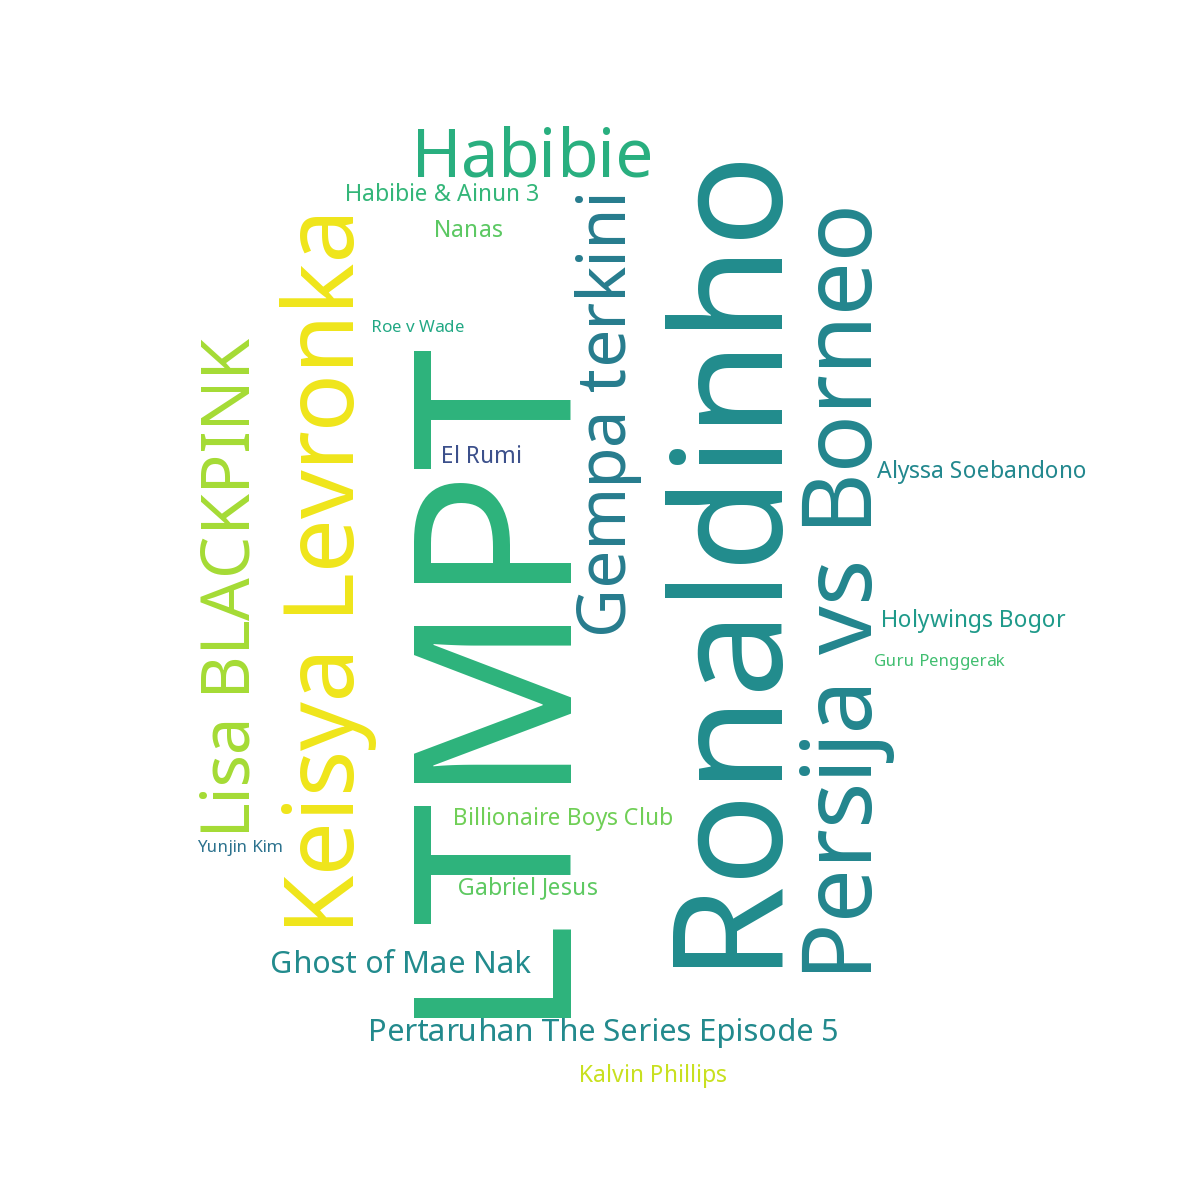 Habibie
Habibie & Ainun 3
Nanas
Roe v Wade
Lisa BLACKPINK
Keisya Levronka
LTMPT
El Rumi
Gempa terkini
Ronaldinho
Persija vs Borneo
Alyssa Soebandono
Holywings Bogor
Guru Penggerak
Billionaire Boys Club
Yunjin Kim
Gabriel Jesus
Ghost of Mae Nak
Pertaruhan The Series Episode 5
Kalvin Phillips